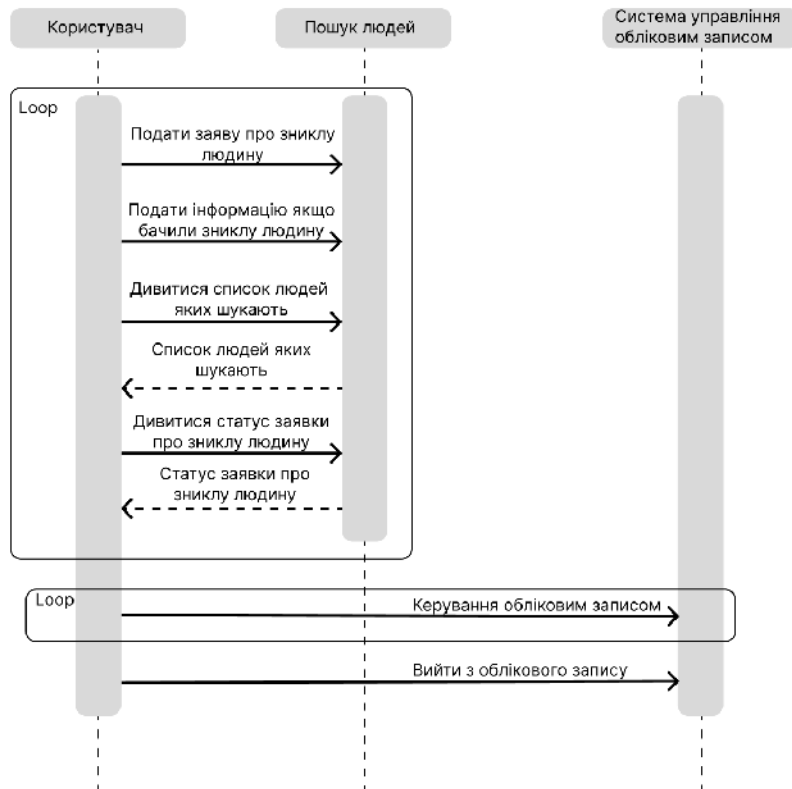 Користувач
Пошук людей
Система управління
обліковим записом
Loop
Подати заяву про зниклу
людину
Подати інформацію якщо
бачили зниклу людину
Дивитися список людей
яких шукають
Список людей яких
шукають
Дивитися статус заявки
про зниклу людину
Статус заявки про
зниклу людину
Loop
Керування обліковим записом
Вийти з облікового запису